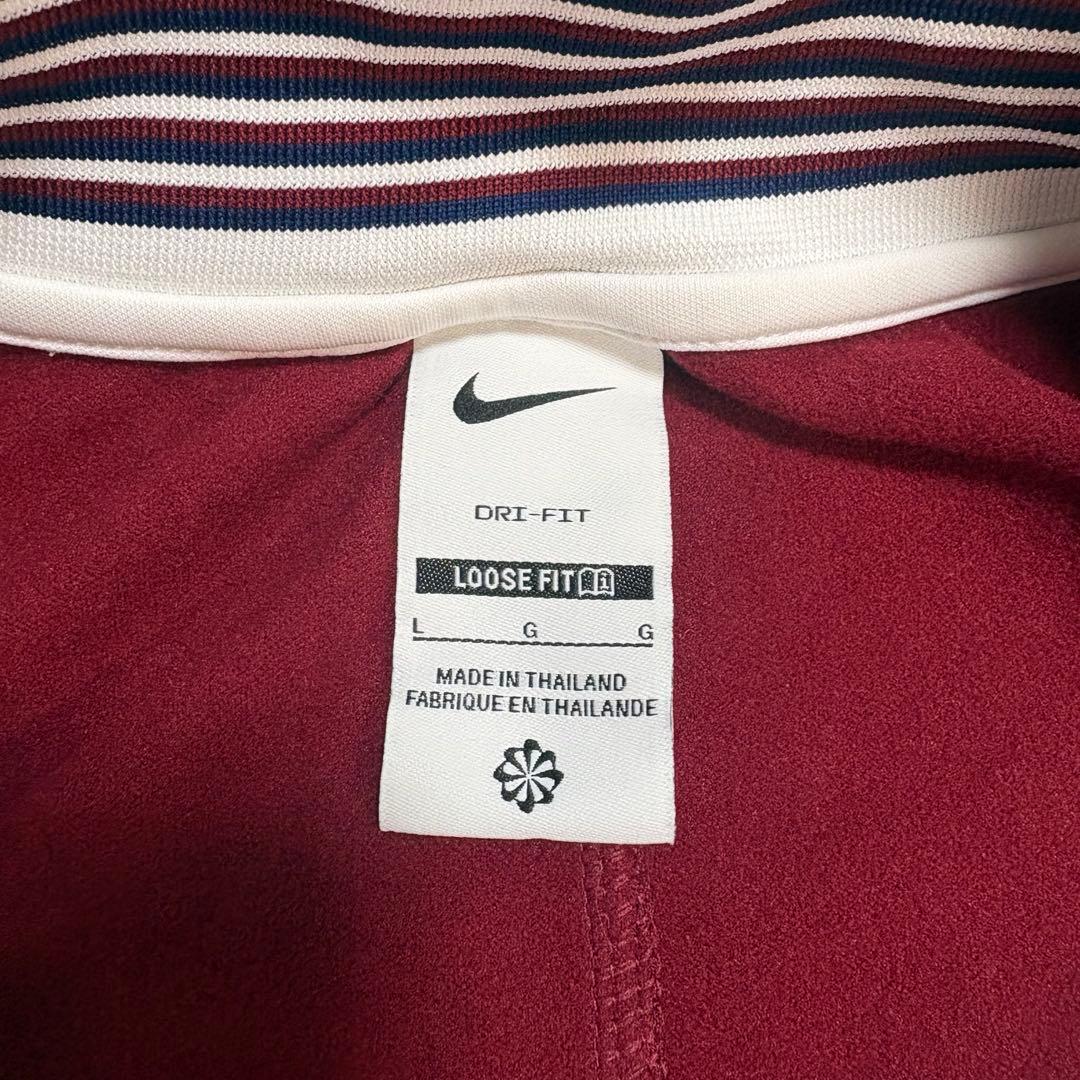 DRI-FIT
LOOSE FIT
L G G
MADE IN THAILAND
FABRIQUE EN THAILANDE